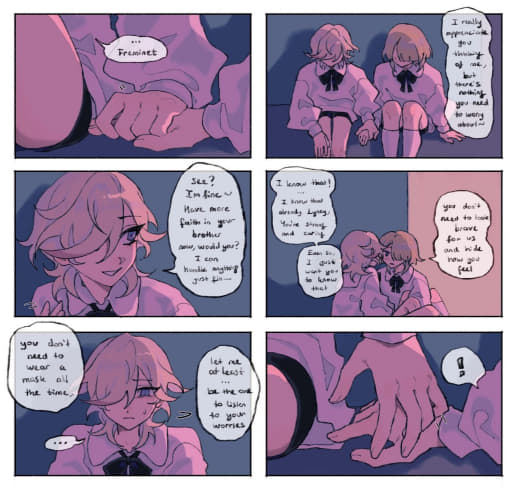 ...
Freminet
I really
appreciate
you
thinking
of me,
but
there's
nothing
you need
to worry
about~
See?
I'm fine~
Have more
faith in your
brother
now, would you?
I can
handle anything
just fin—
I know that!
...
I know that
already Lyney,
You're strong
and caring
Even so,
I just
want you
to know
that
you don't
need to look
brave
for us
and hide
how you
feel
you don't
need to
wear a
mask all
the time,
let me
at least
...
be the one
to listen
to your
worries
...
!